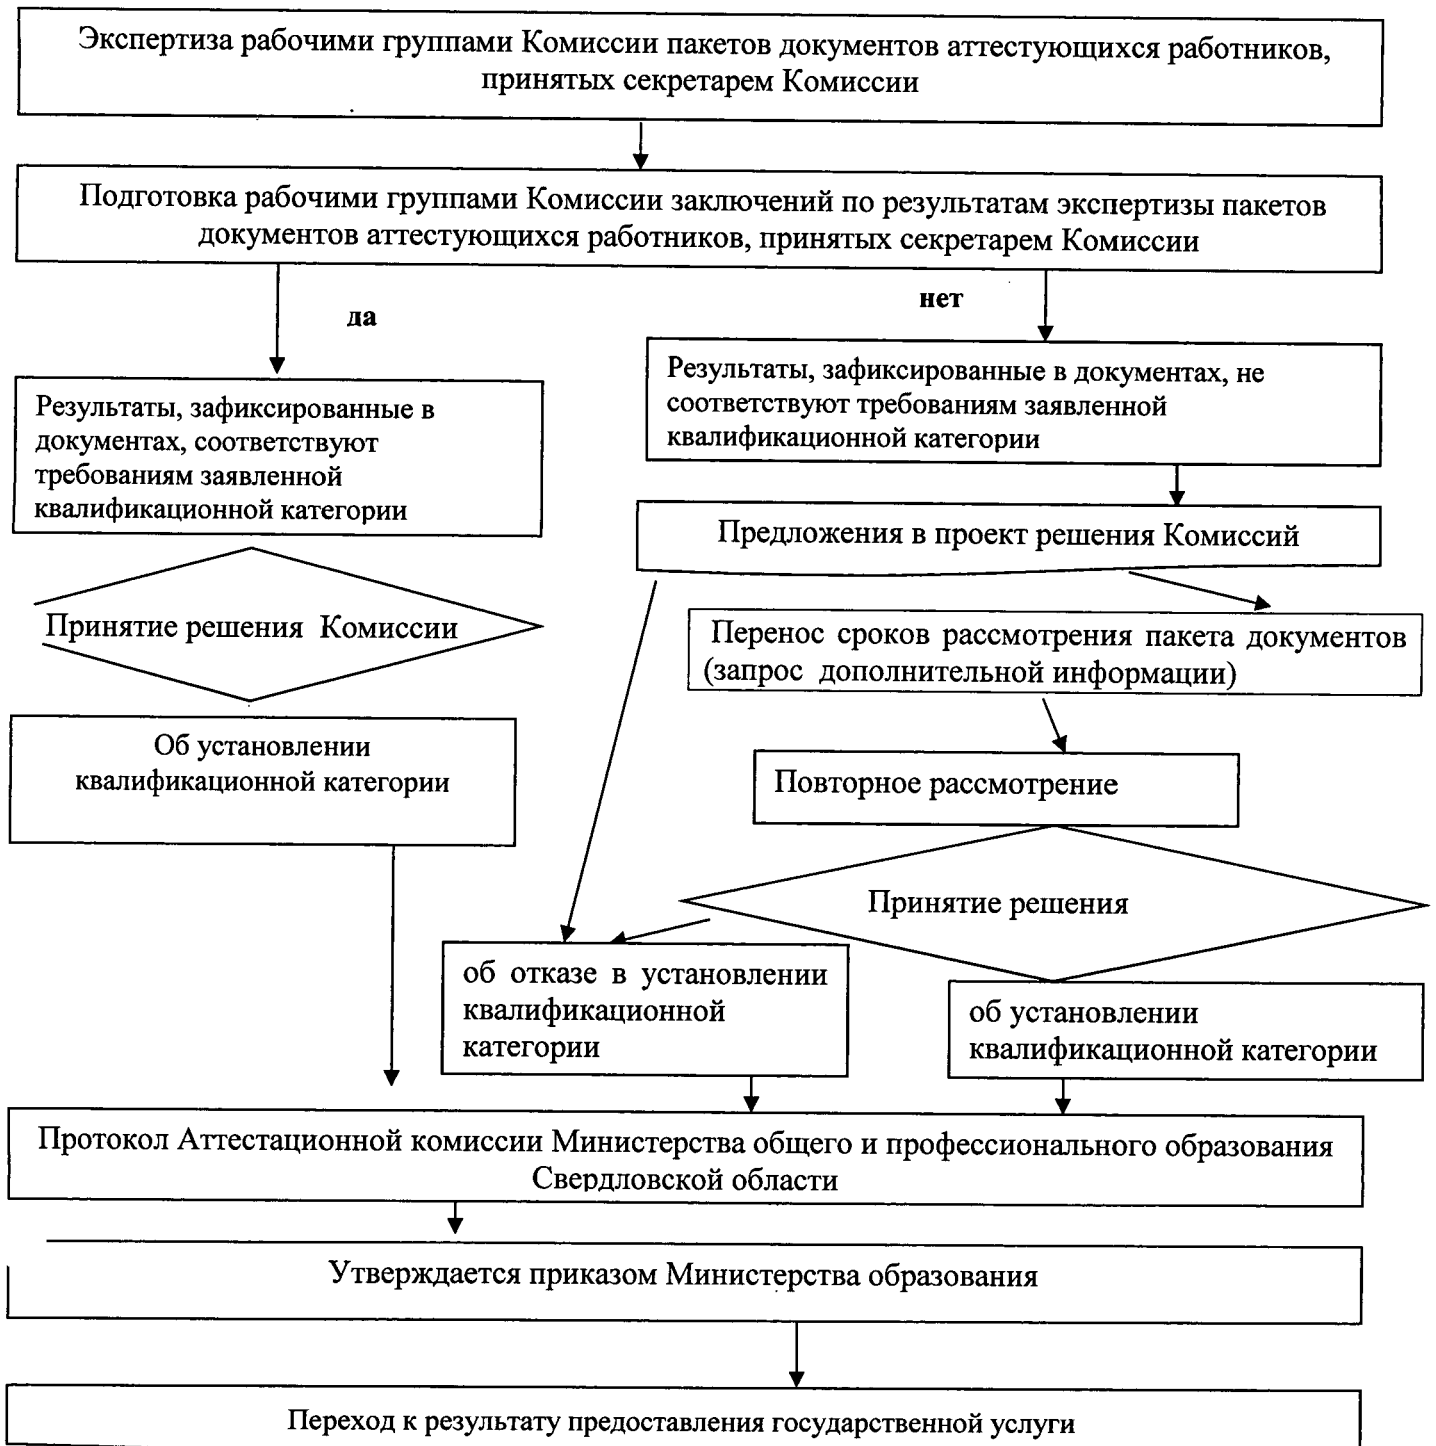 Экспертиза рабочими группами Комиссии пакетов документов аттестующихся работников,
принятых секретарем Комиссии
Подготовка рабочими группами Комиссии заключений по результатам экспертизы пакетов
документов аттестующихся работников, принятых секретарем Комиссии
да
нет
Результаты, зафиксированные в
документах, соответствуют
требованиям заявленной
квалификационной категории
Результаты, зафиксированные в документах, не
соответствуют требованиям заявленной
квалификационной категории
Предложения в проект решения Комиссий
Принятие решения Комиссии
Перенос сроков рассмотрения пакета документов
(запрос дополнительной информации)
Об установлении
квалификационной категории
Повторное рассмотрение
Принятие решения
об отказе в установлении
квалификационной
категории
об установлении
квалификационной категории
Протокол Аттестационной комиссии Министерства общего и профессионального образования
Свердловской области
Утверждается приказом Министерства образования
Переход к результату предоставления государственной услуги